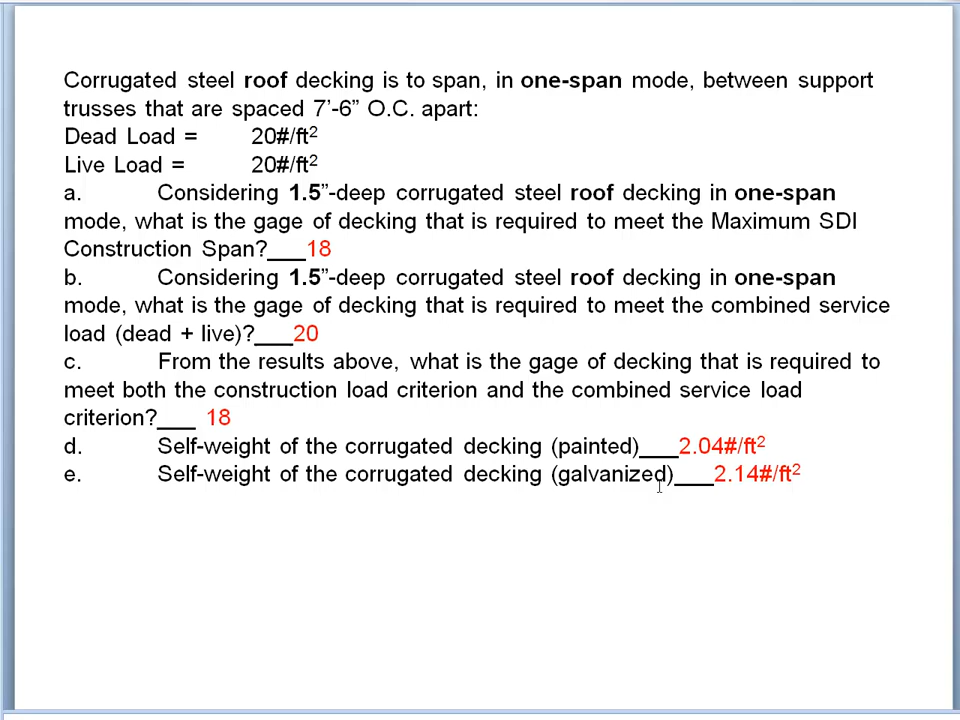 Corrugated steel roof decking is to span, in one-span mode, between support
trusses that are spaced 7’-6” O.C. apart:
Dead Load = 20#/ft²
Live Load = 20#/ft²
a. Considering 1.5”-deep corrugated steel roof decking in one-span
mode, what is the gage of decking that is required to meet the Maximum SDI
Construction Span?___18
b. Considering 1.5”-deep corrugated steel roof decking in one-span
mode, what is the gage of decking that is required to meet the combined service
load (dead + live)?___20
c. From the results above, what is the gage of decking that is required to
meet both the construction load criterion and the combined service load
criterion?___ 18
d. Self-weight of the corrugated decking (painted)___2.04#/ft²
e. Self-weight of the corrugated decking (galvanized)___2.14#/ft²